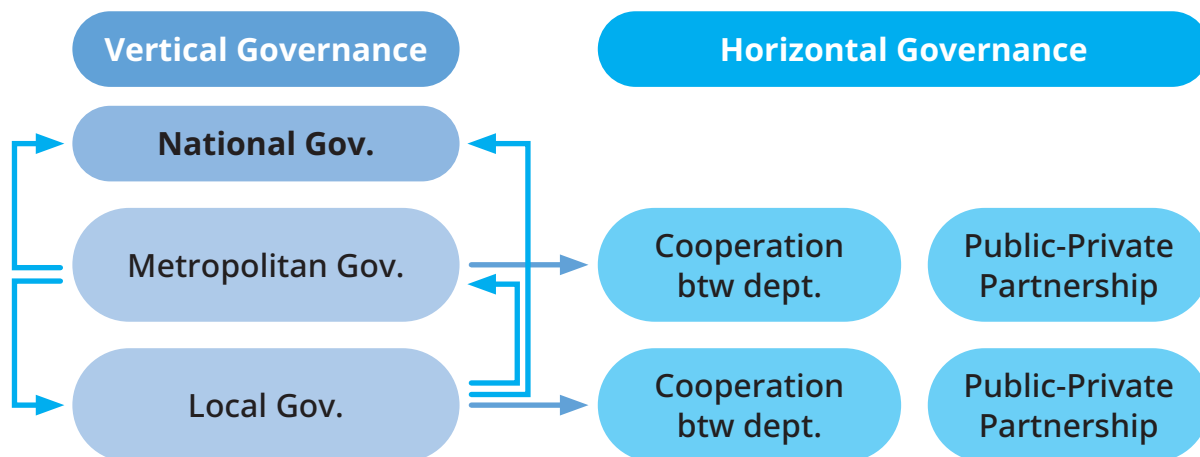 Vertical Governance
Horizontal Governance
National Gov.
Metropolitan Gov.
Cooperation
btw dept.
Public-Private
Partnership
Local Gov.
Cooperation
btw dept.
Public-Private
Partnership